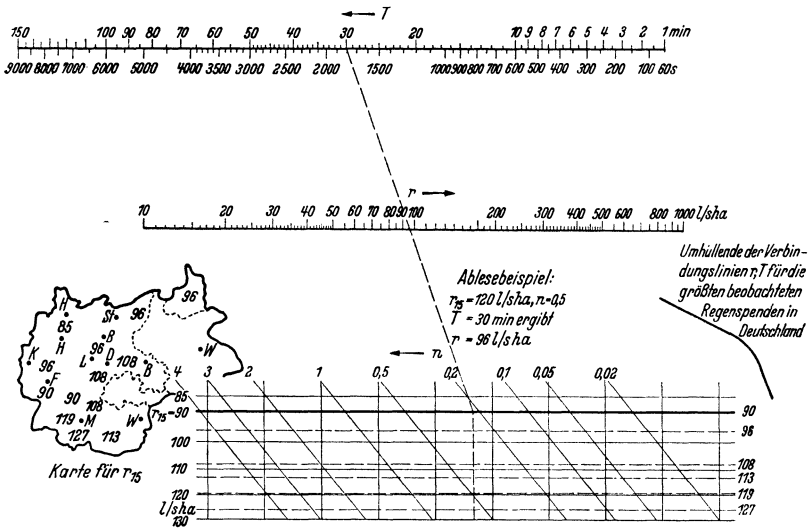 T
150 100 90 80 70 60 50 40 30 20 10 9 8 7 6 5 4 3 2 1 min
9000 8000 7000 6000 5000 4000 3000 2500 2000 1500 1000 900 800 700 600 500 400 300 200 100 60s
r
10 20 30 40 50 60 70 80 90 100 200 300 400 500 600 800 1000 l/sha
Umhüllende der Verbin-
dungslinien r,T für die
größten beobachteten
Regenspenden in
Deutschland
Ablesebeispiel:
r15 = 120 l/sha, n=0,5
T = 30 min ergibt
r = 96 l/sha
n
H St 96 96
85
H B
K 96 W
96 L D 108 B
F 108
90 90 108
119 M W
127 113
Karte für r15
4 3 2 1 0,5 0,2 0,1 0,05 0,02
85
r15=90 90
96
100
108
110
113
120 119
l/sha 127
130